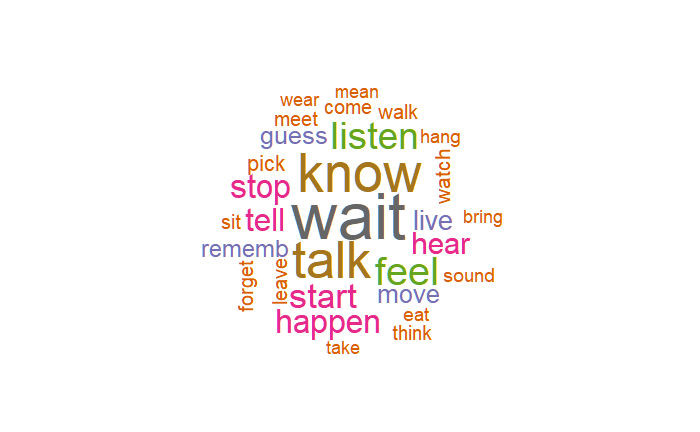 mean
wear
come
walk
meet
guess
listen
hang
know
pick
watch
stop
wait
sit
tell
live
bring
hear
rememb
talk
feel
sound
forget
leave
start
move
happen
eat
think
take